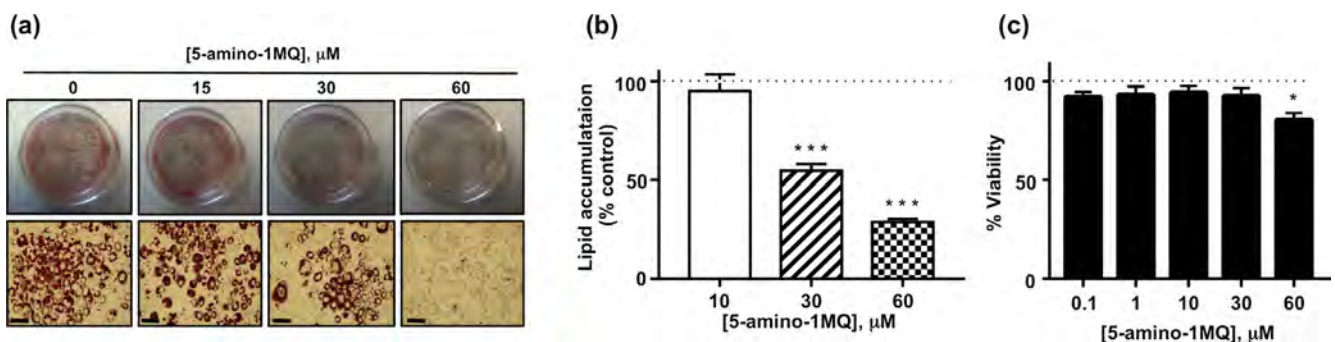 (a)
[5-amino-1MQ], μM
0 15 30 60
(b)
Lipid accumulataion
(% control)
100
50
0
***
***
10 30 60
[5-amino-1MQ], μM
(c)
% Viability
100
50
0
*
0.1 1 10 30 60
[5-amino-1MQ], μM